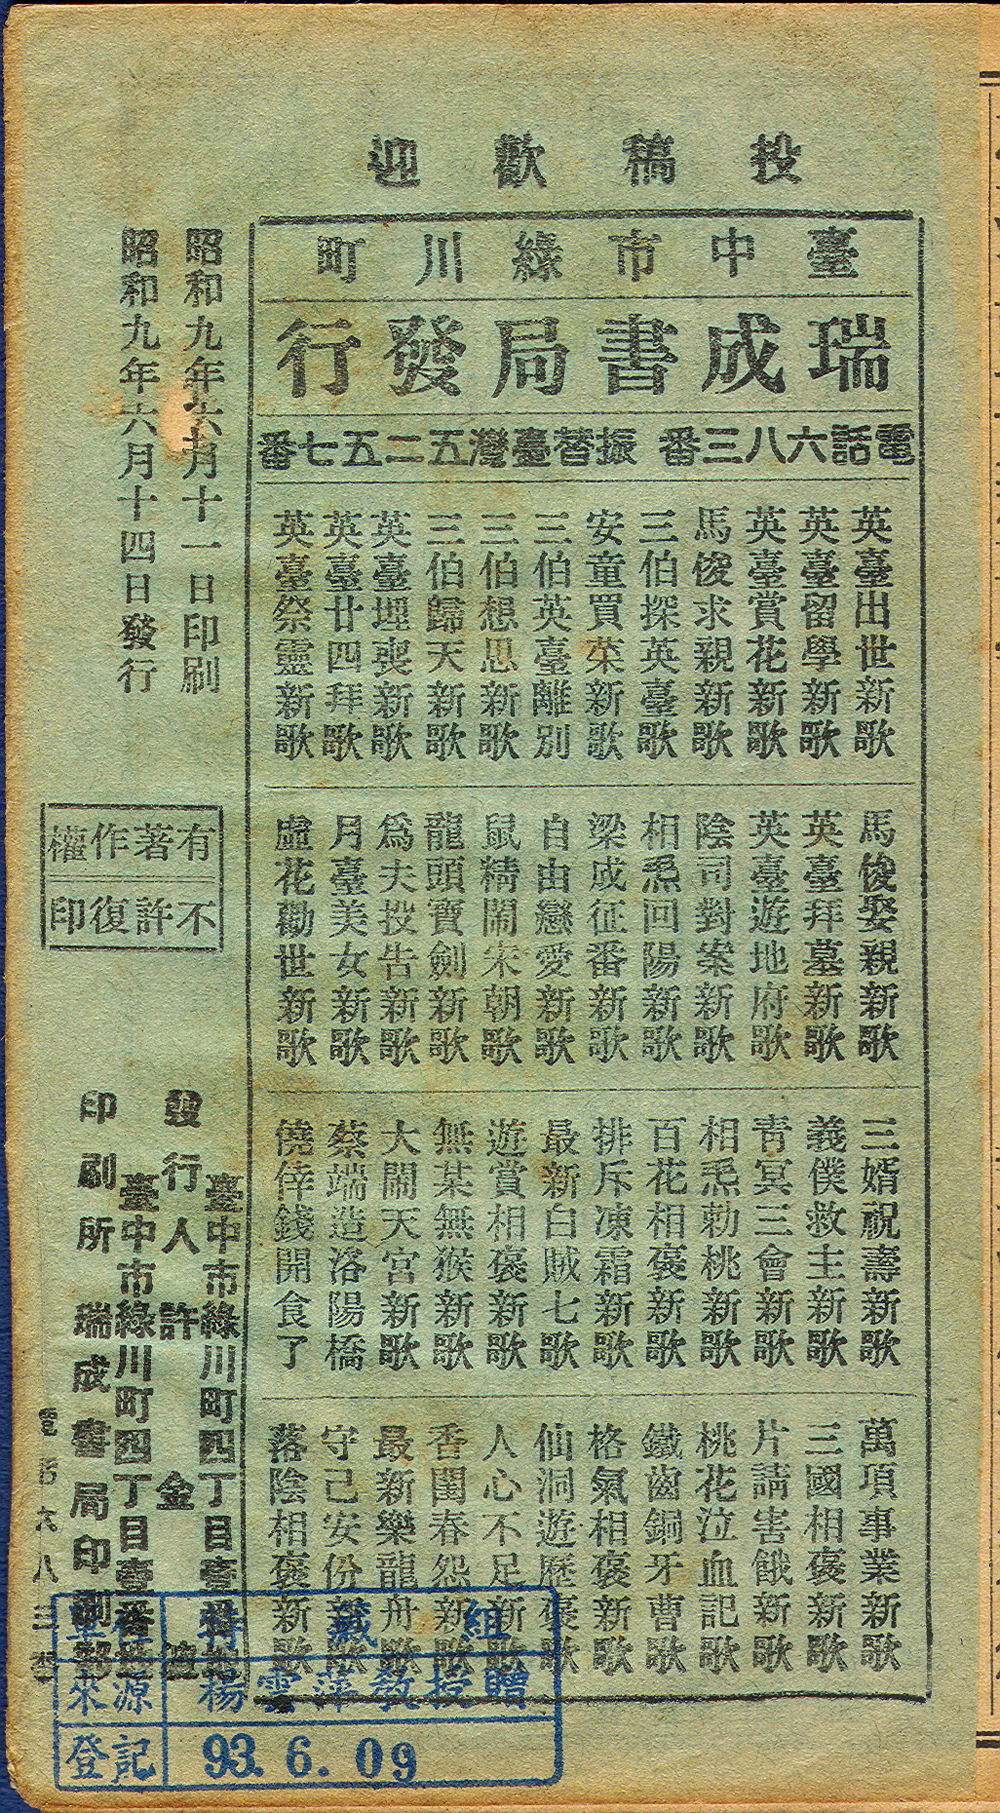 投稿歡迎
臺中市綠川町
瑞成書局發行
電話六八三番 振替臺灣五二五七番
英臺出世新歌
英臺留學新歌
英臺賞花新歌
馬俊求親新歌
三伯探英臺歌
安童買菜新歌
三伯英臺離別
三伯想思新歌
三伯歸天新歌
英臺埋喪新歌
英臺廿四拜歌
英臺祭靈新歌
馬俊娶親新歌
英臺拜墓新歌
英臺遊地府歌
陰司對案新歌
相𤆬回陽新歌
梁成征番新歌
自由戀愛新歌
鼠精鬧宋朝歌
龍頭寶劍新歌
爲夫投告新歌
月臺美女新歌
虛花勸世新歌
三婿祝壽新歌
義僕救主新歌
青冥三會新歌
相𤆬勅桃新歌
百花相褒新歌
排斥凍霜新歌
最新白賊七歌
遊賞相褒新歌
無某無猴新歌
大鬧天宮新歌
蔡端造洛陽橋
僥倖錢開食了
萬項事業新歌
三國相褒新歌
片請害餓新歌
桃花泣血記歌
鐵齒銅牙曹歌
格氣相褒新歌
仙洞遊歷褒歌
人心不足新歌
香閨春怨新歌
最新樂龍舟歌
守己安份新歌
落陰相褒新歌
昭和九年六月十一日印刷
昭和九年六月十四日發行
有著作權
不許復印
臺中市綠川町四丁目壹番地
發行人 許金
臺中市綠川町四丁目壹番地
印刷所 瑞成書局印刷部
電話六八三番
組
來源 楊雲萍教授贈
登記 93.6.09